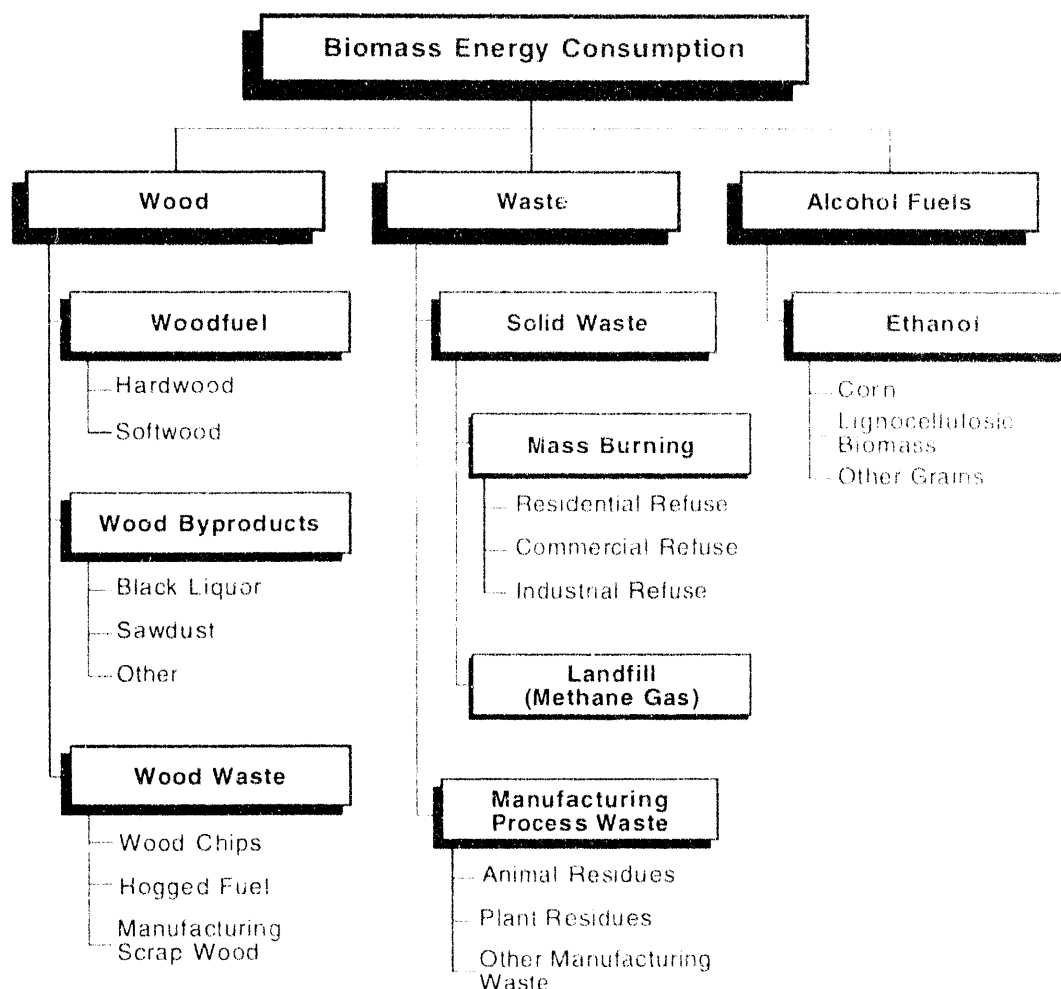 Biomass Energy Consumption
Wood
Woodfuel
Hardwood
Softwood
Wood Byproducts
Black Liquor
Sawdust
Other
Wood Waste
Wood Chips
Hogged Fuel
Manufacturing
Scrap Wood
Waste
Solid Waste
Mass Burning
Residential Refuse
Commercial Refuse
Industrial Refuse
Landfill
(Methane Gas)
Manufacturing
Process Waste
Animal Residues
Plant Residues
Other Manufacturing
Waste
Alcohol Fuels
Ethanol
Corn
Lignocellulosic
Biomass
Other Grains